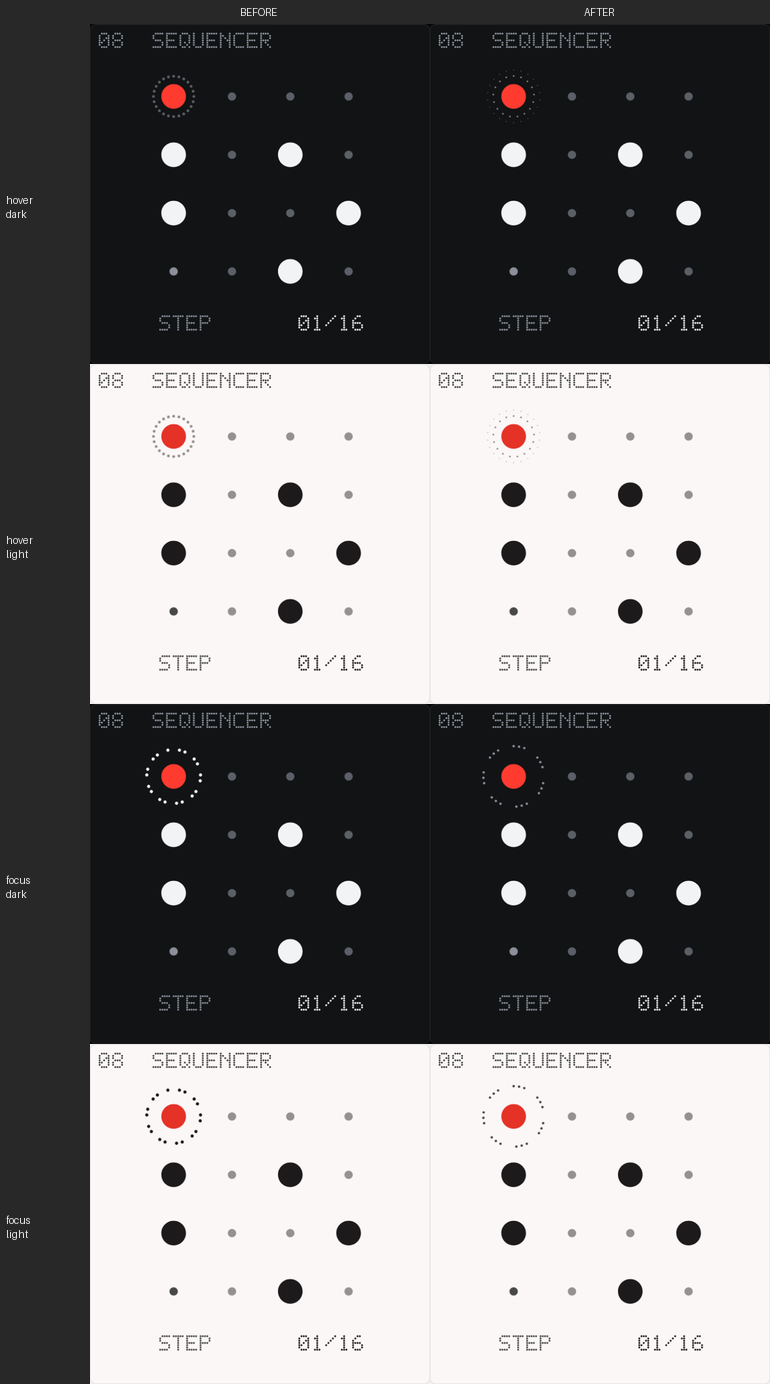 BEFORE AFTER
08 SEQUENCER 08 SEQUENCER
hover
dark
STEP 01/16 STEP 01/16
08 SEQUENCER 08 SEQUENCER
hover
light
STEP 01/16 STEP 01/16
08 SEQUENCER 08 SEQUENCER
focus
dark
STEP 01/16 STEP 01/16
08 SEQUENCER 08 SEQUENCER
focus
light
STEP 01/16 STEP 01/16